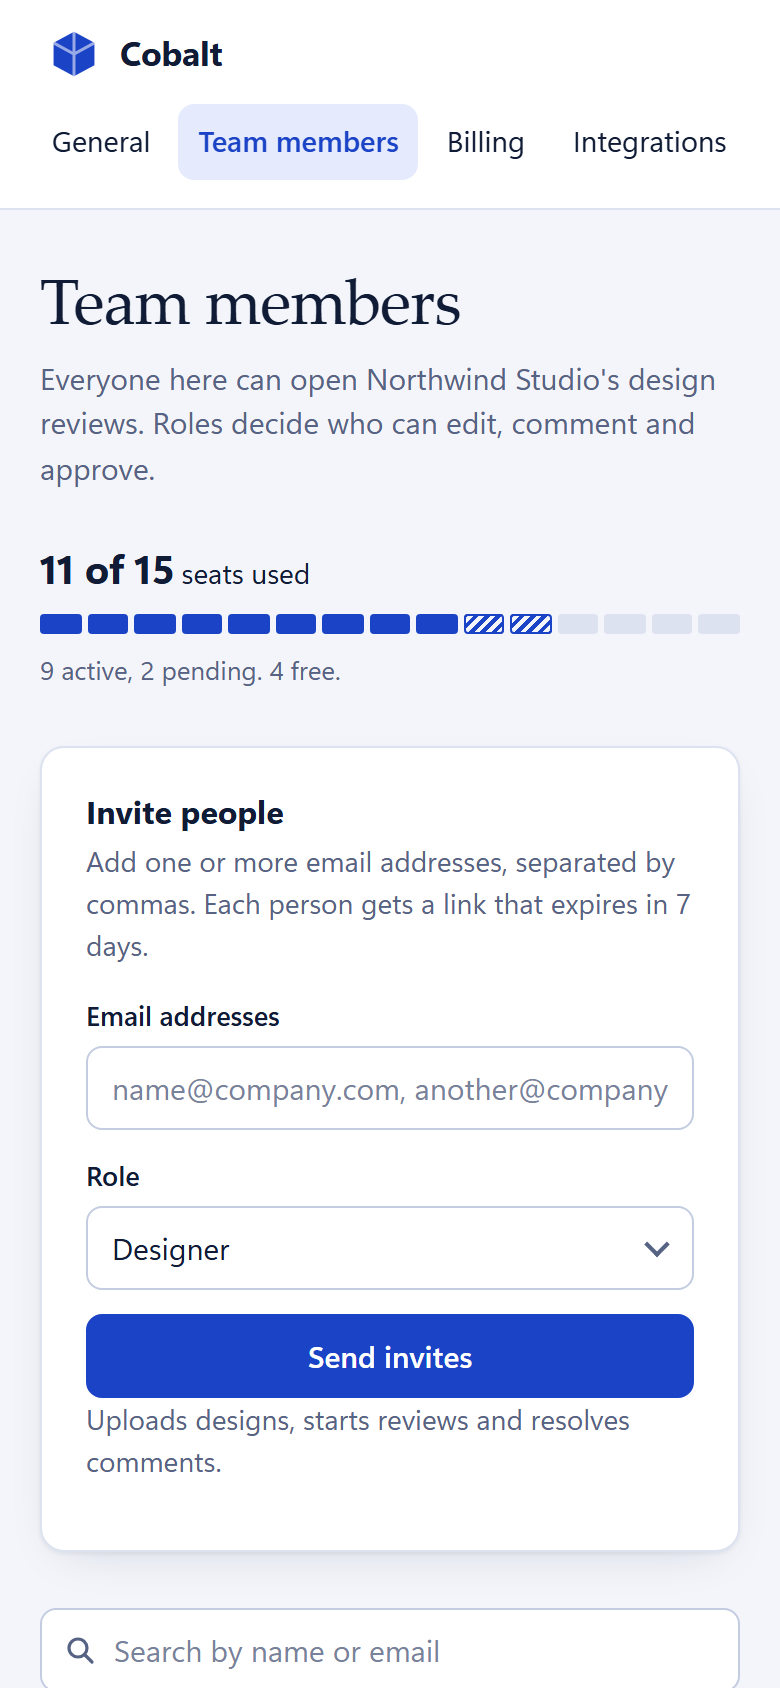 Cobalt
General Team members Billing Integrations
Team members
Everyone here can open Northwind Studio's design
reviews. Roles decide who can edit, comment and
approve.
11 of 15 seats used
9 active, 2 pending. 4 free.
Invite people
Add one or more email addresses, separated by
commas. Each person gets a link that expires in 7
days.
Email addresses
name@company.com, another@company
Role
Designer
Send invites
Uploads designs, starts reviews and resolves
comments.
Search by name or email